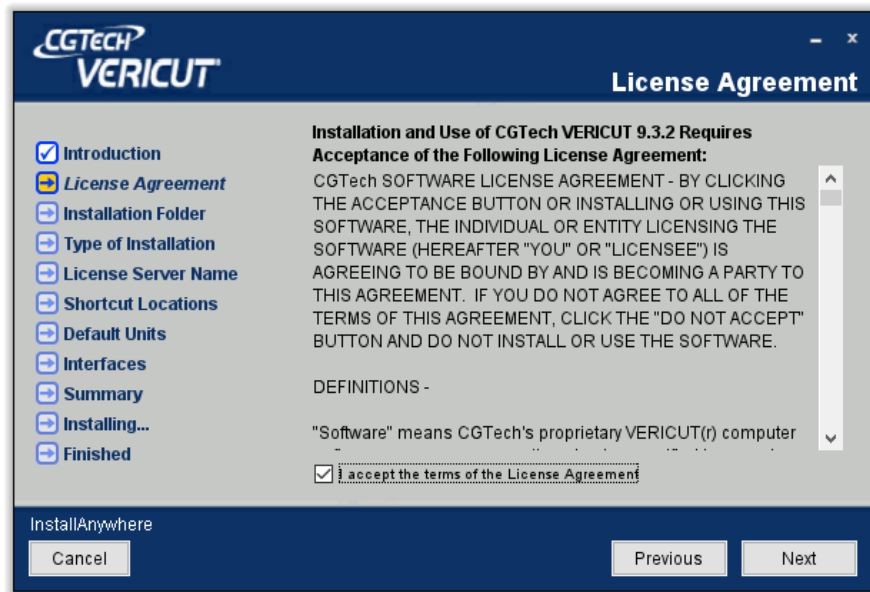 CGTECH
VERICUT
License Agreement
Introduction
License Agreement
Installation Folder
Type of Installation
License Server Name
Shortcut Locations
Default Units
Interfaces
Summary
Installing...
Finished
Installation and Use of CGTech VERICUT 9.3.2 Requires
Acceptance of the Following License Agreement:
CGTech SOFTWARE LICENSE AGREEMENT - BY CLICKING
THE ACCEPTANCE BUTTON OR INSTALLING OR USING THIS
SOFTWARE, THE INDIVIDUAL OR ENTITY LICENSING THE
SOFTWARE (HEREAFTER "YOU" OR "LICENSEE") IS
AGREEING TO BE BOUND BY AND IS BECOMING A PARTY TO
THIS AGREEMENT.  IF YOU DO NOT AGREE TO ALL OF THE
TERMS OF THIS AGREEMENT, CLICK THE "DO NOT ACCEPT"
BUTTON AND DO NOT INSTALL OR USE THE SOFTWARE.
DEFINITIONS -
"Software" means CGTech's proprietary VERICUT(r) computer
I accept the terms of the License Agreement
InstallAnywhere
Cancel
Previous
Next